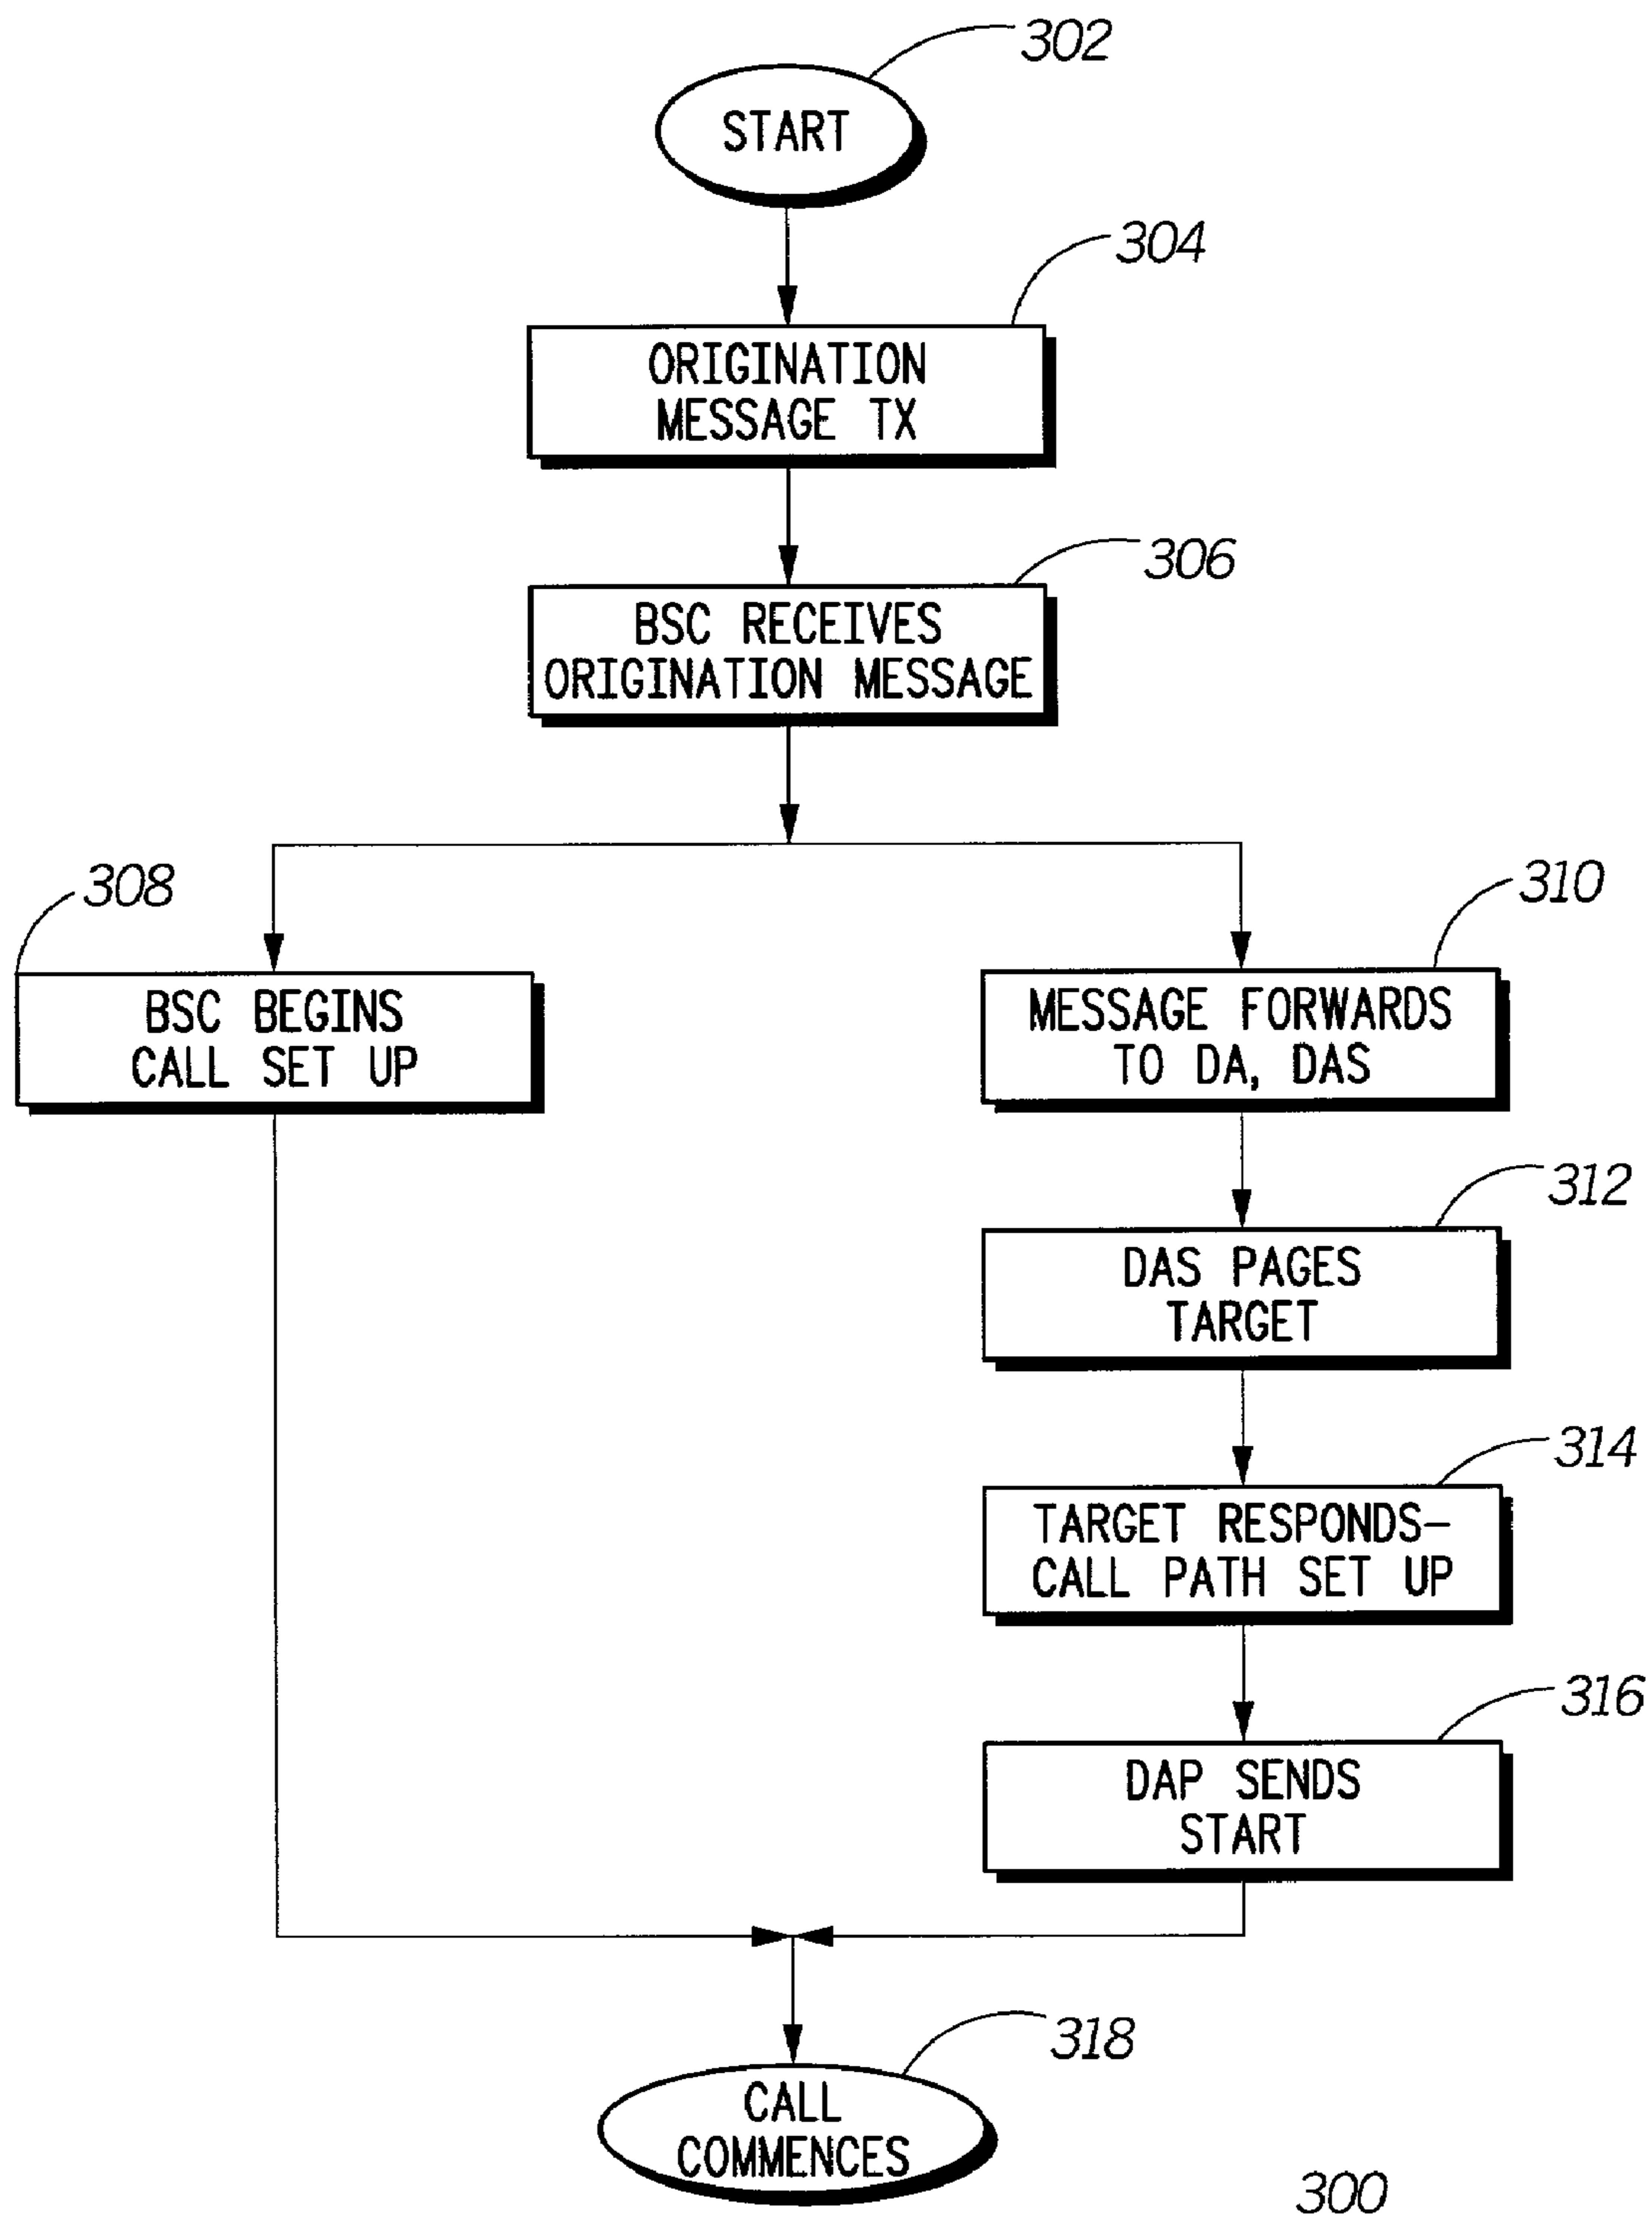 302
START
304
ORIGINATION
MESSAGE TX
306
BSC RECEIVES
ORIGINATION MESSAGE
308
BSC BEGINS
CALL SET UP
310
MESSAGE FORWARDS
TO DA, DAS
312
DAS PAGES
TARGET
314
TARGET RESPONDS-
CALL PATH SET UP
316
DAP SENDS
START
318
CALL
COMMENCES
300